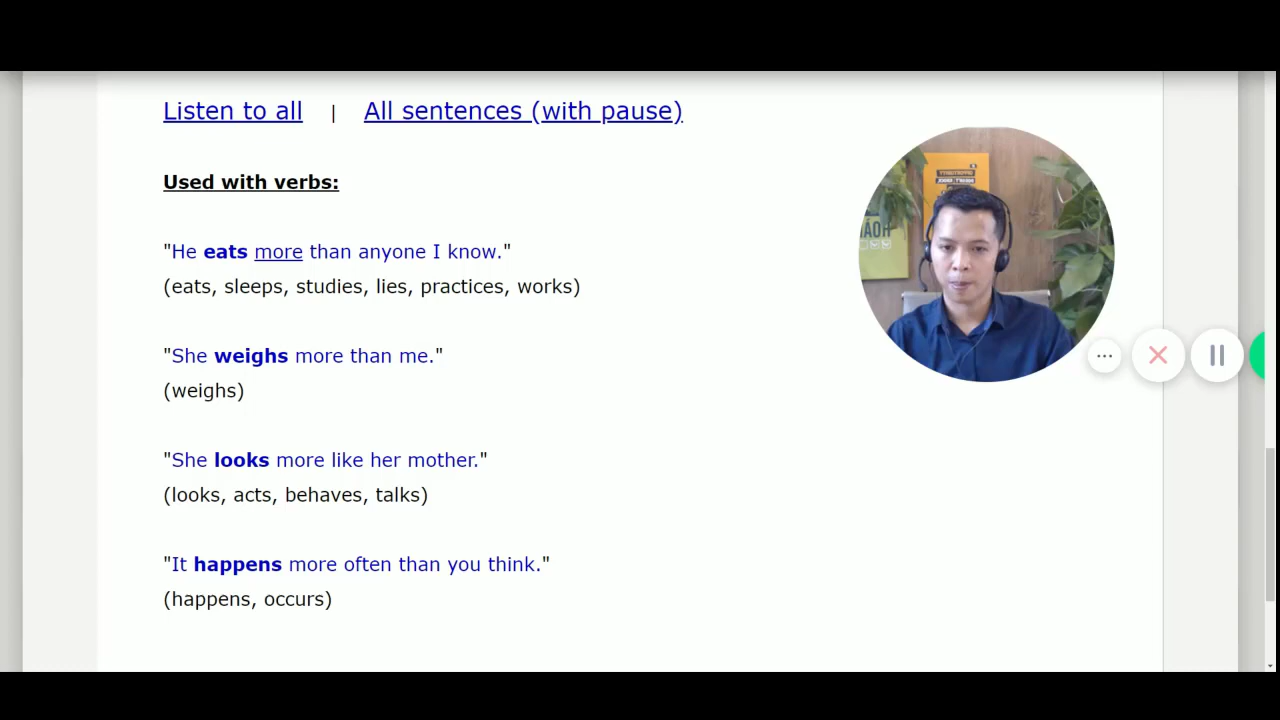 Listen to all | All sentences (with pause)
Used with verbs:
"He eats more than anyone I know."
(eats, sleeps, studies, lies, practices, works)
"She weighs more than me."
(weighs)
"She looks more like her mother."
(looks, acts, behaves, talks)
"It happens more often than you think."
(happens, occurs)